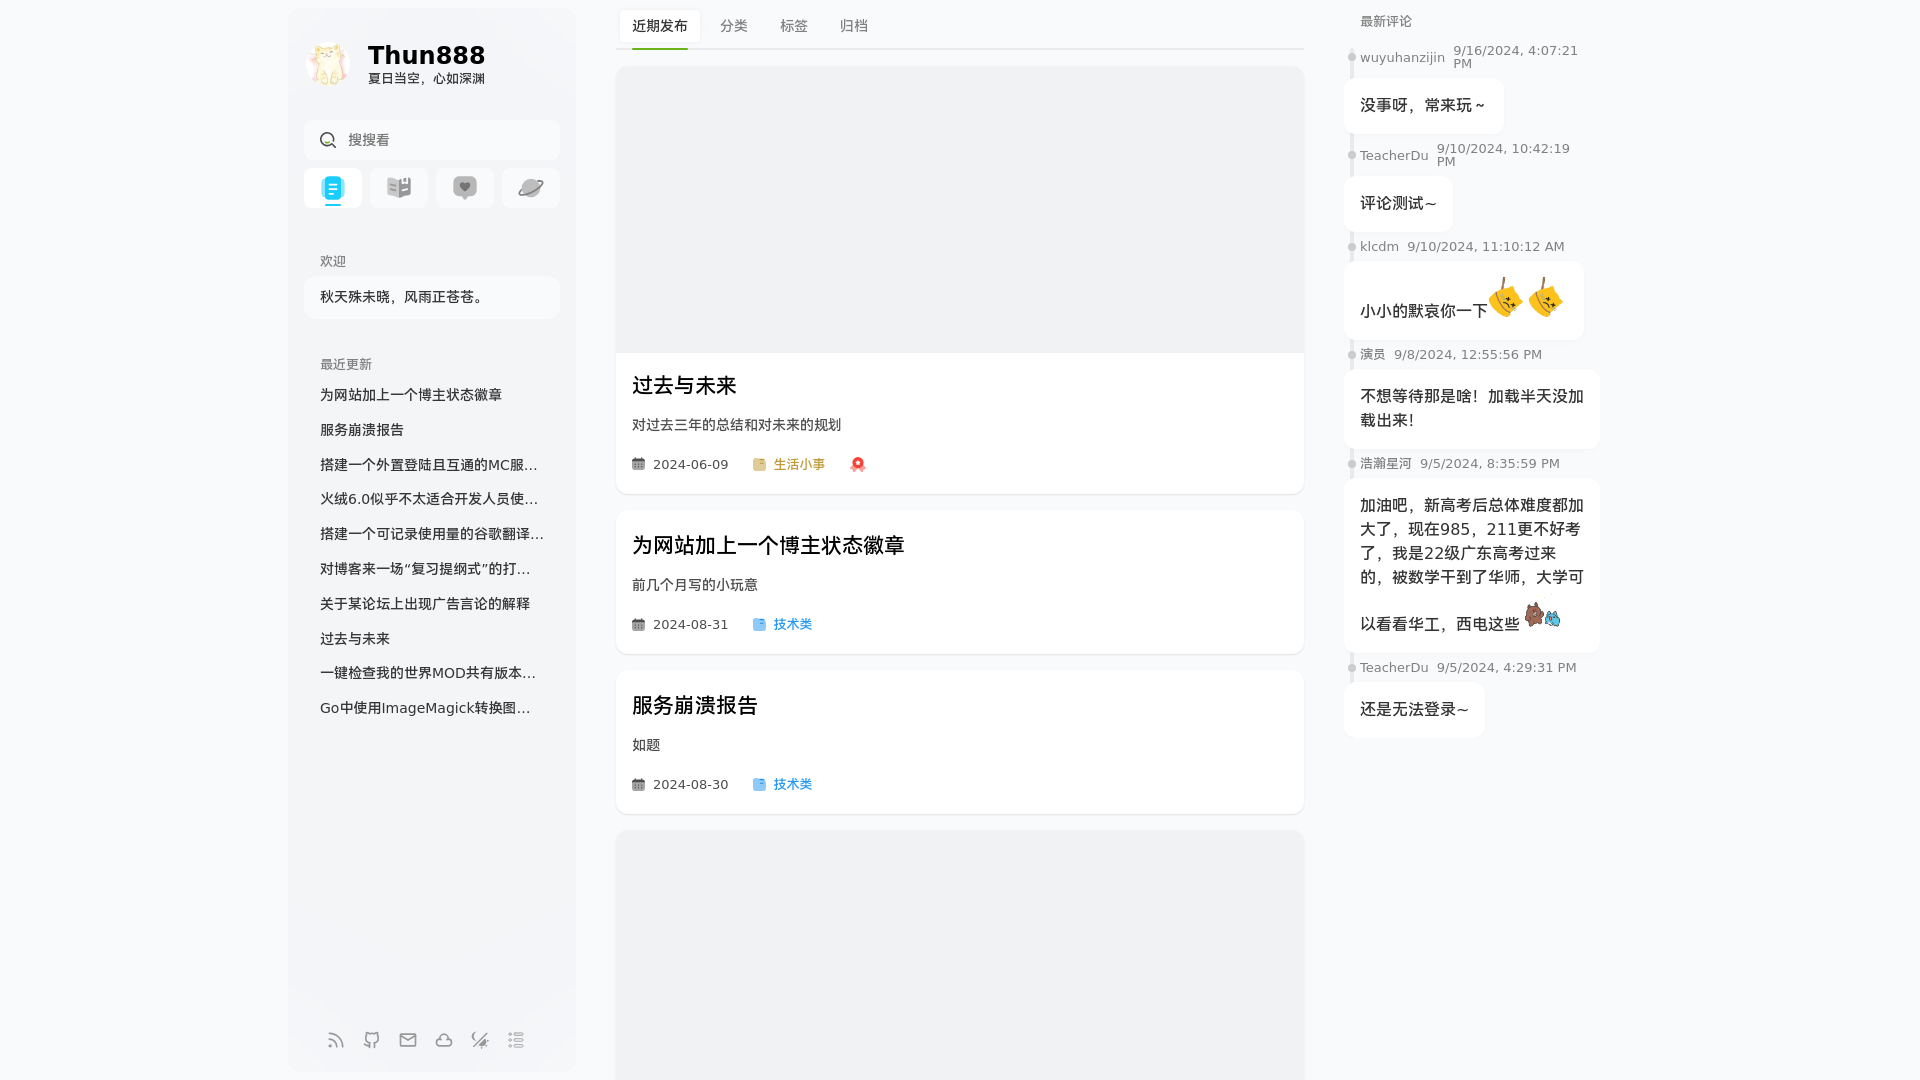 Thun888
夏日当空，心如深渊
搜搜看
欢迎
秋天殊未晓，风雨正苍苍。
最近更新
为网站加上一个博主状态徽章
服务崩溃报告
搭建一个外置登陆且互通的MC服...
火绒6.0似乎不太适合开发人员使...
搭建一个可记录使用量的谷歌翻译...
对博客来一场“复习提纲式”的打...
关于某论坛上出现广告言论的解释
过去与未来
一键检查我的世界MOD共有版本...
Go中使用ImageMagick转换图...
近期发布
分类
标签
归档
过去与未来
对过去三年的总结和对未来的规划
2024-06-09 生活小事
为网站加上一个博主状态徽章
前几个月写的小玩意
2024-08-31 技术类
服务崩溃报告
如题
2024-08-30 技术类
最新评论
wuyuhanzijin 9/16/2024, 4:07:21
PM
没事呀，常来玩～
TeacherDu 9/10/2024, 10:42:19
PM
评论测试~
klcdm 9/10/2024, 11:10:12 AM
小小的默哀你一下
演员 9/8/2024, 12:55:56 PM
不想等待那是啥！加载半天没加
载出来！
浩瀚星河 9/5/2024, 8:35:59 PM
加油吧，新高考后总体难度都加
大了，现在985，211更不好考
了，我是22级广东高考过来
的，被数学干到了华师，大学可
以看看华工，西电这些
TeacherDu 9/5/2024, 4:29:31 PM
还是无法登录~